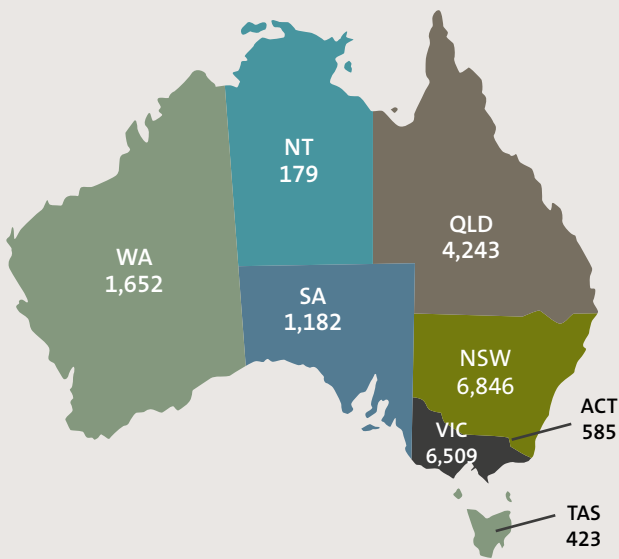 NT
179
QLD
4,243
WA
1,652
SA
1,182
NSW
6,846
ACT
585
VIC
6,509
TAS
423